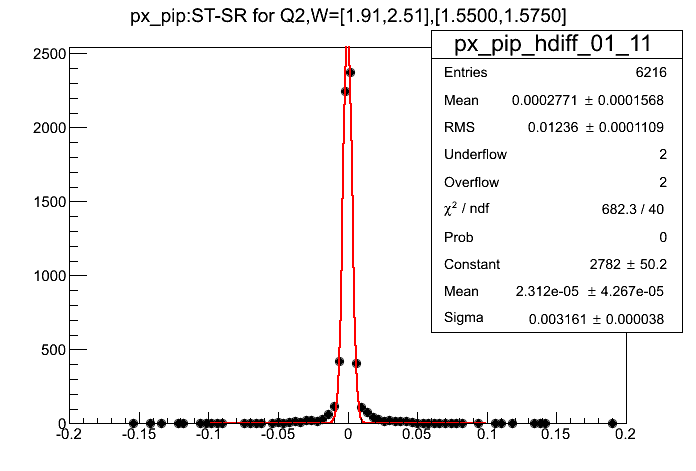 px_pip:ST-SR for Q2,W=[1.91,2.51],[1.5500,1.5750]
px_pip_hdiff_01_11
Entries 6216
Mean 0.0002771 ± 0.0001568
RMS 0.01236 ± 0.0001109
Underflow 2
Overflow 2
χ² / ndf 682.3 / 40
Prob 0
Constant 2782 ± 50.2
Mean 2.312e-05 ± 4.267e-05
Sigma 0.003161 ± 0.000038
2500
2000
1500
1000
500
0
-0.2 -0.15 -0.1 -0.05 0 0.05 0.1 0.15 0.2